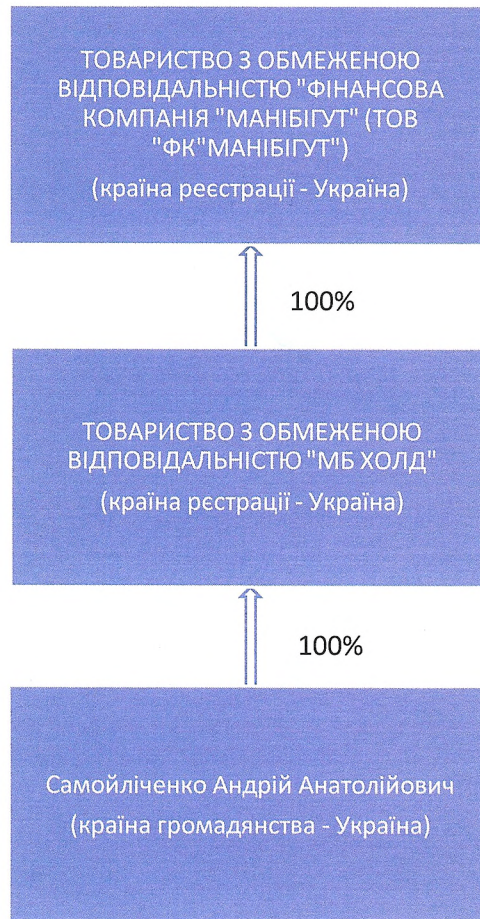 ТОВАРИСТВО З ОБМЕЖЕНОЮ
ВІДПОВІДАЛЬНІСТЮ "ФІНАНСОВА
КОМПАНІЯ "МАНІБІГУТ" (ТОВ
"ФК"МАНІБІГУТ")
(країна реєстрації - Україна)
100%
ТОВАРИСТВО З ОБМЕЖЕНОЮ
ВІДПОВІДАЛЬНІСТЮ "МБ ХОЛД"
(країна рєстрації - Україна)
100%
Самойліченко Андрій Анатолійович
(країна громадянства - Україна)